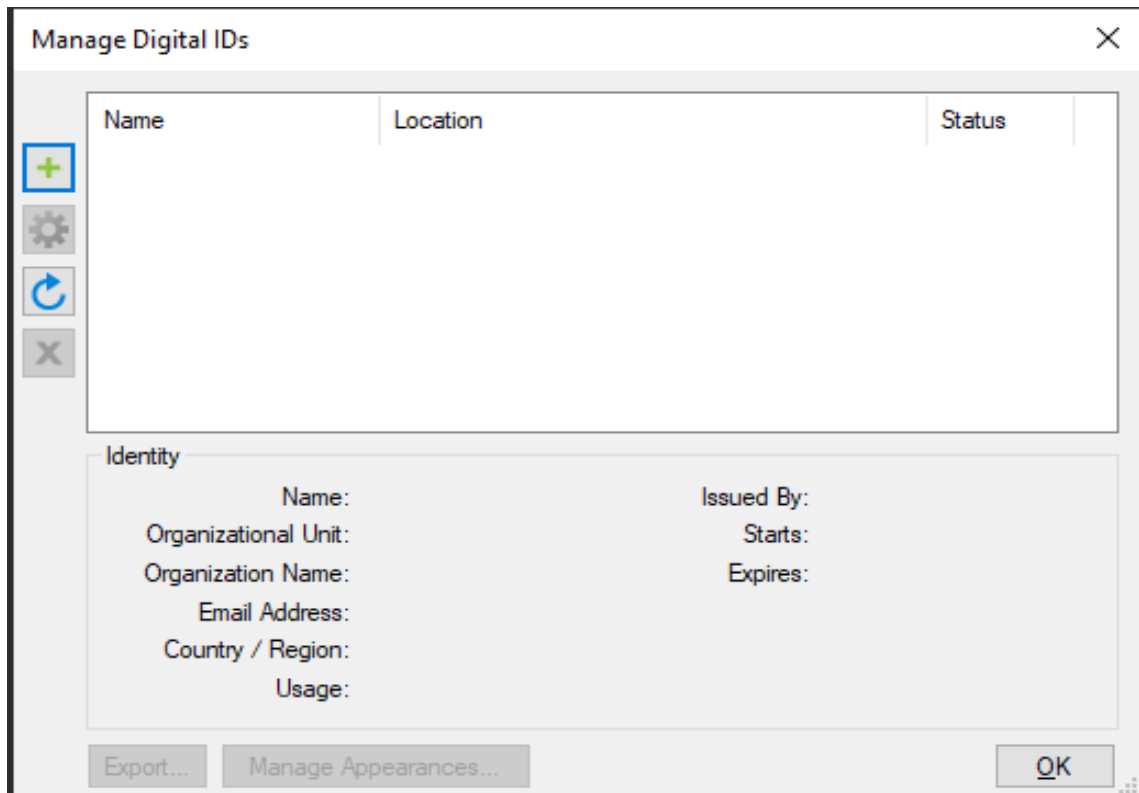 Manage Digital IDs
Name Location Status
Identity
Name: Issued By:
Organizational Unit: Starts:
Organization Name: Expires:
Email Address:
Country / Region:
Usage:
Export... Manage Appearances... OK